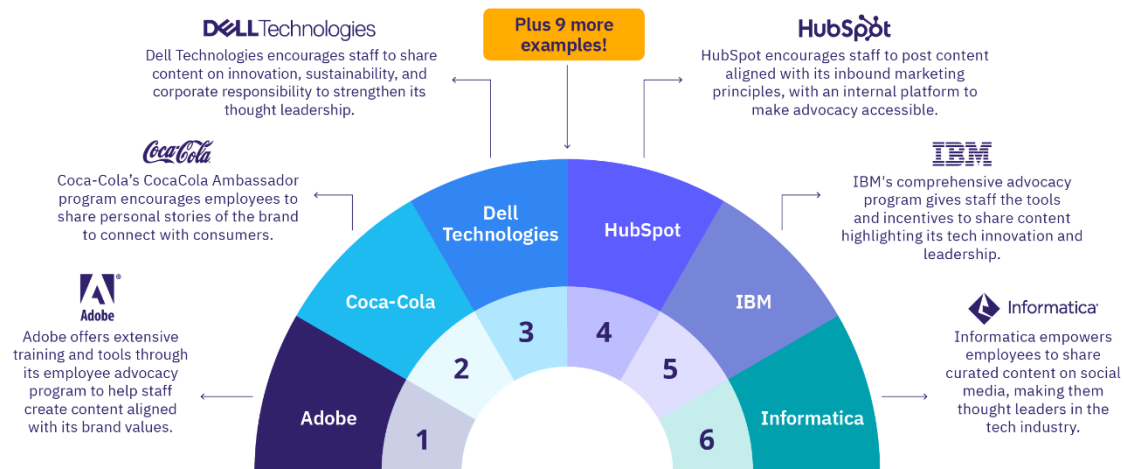 DELLTechnologies
Dell Technologies encourages staff to share
content on innovation, sustainability, and
corporate responsibility to strengthen its
thought leadership.
Plus 9 more
examples!
HubSpot
HubSpot encourages staff to post content
aligned with its inbound marketing
principles, with an internal platform to
make advocacy accessible.
Coca-Cola
Coca-Cola’s CocaCola Ambassador
program encourages employees to
share personal stories of the brand
to connect with consumers.
IBM
IBM's comprehensive advocacy
program gives staff the tools
and incentives to share content
highlighting its tech innovation and
leadership.
Adobe
Adobe offers extensive
training and tools through
its employee advocacy
program to help staff
create content aligned
with its brand values.
Informatica
Informatica empowers
employees to share
curated content on social
media, making them
thought leaders in the
tech industry.
Adobe
1
Coca-Cola
2
Dell
Technologies
3
HubSpot
4
IBM
5
Informatica
6